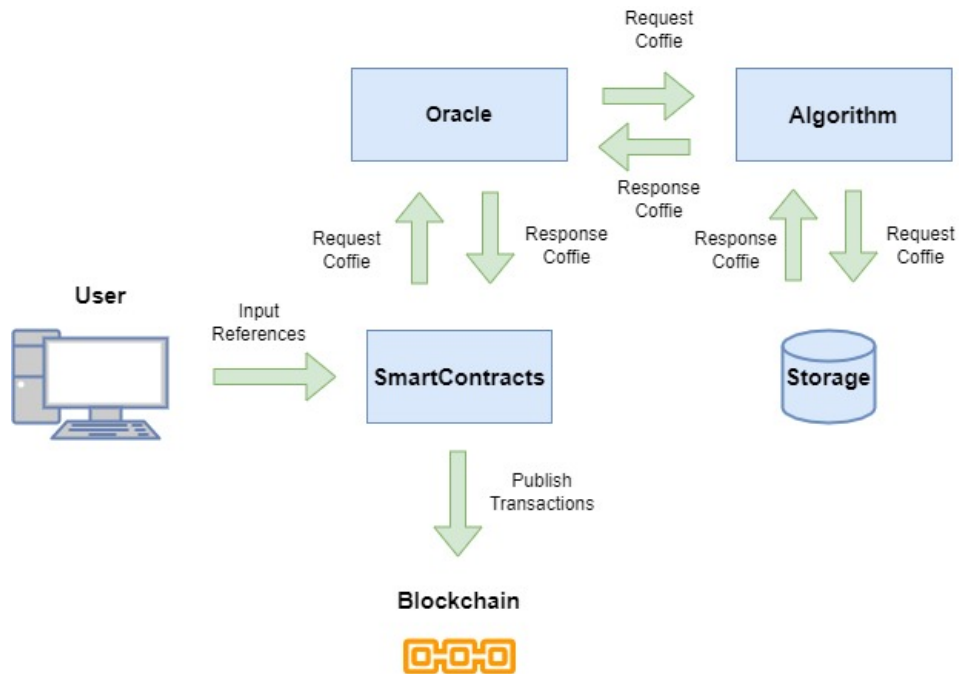 Request
Coffie
Oracle
Algorithm
Response
Coffie
Request
Coffie
Response
Coffie
Response
Coffie
Request
Coffie
User
Input
References
SmartContracts
Storage
Publish
Transactions
Blockchain